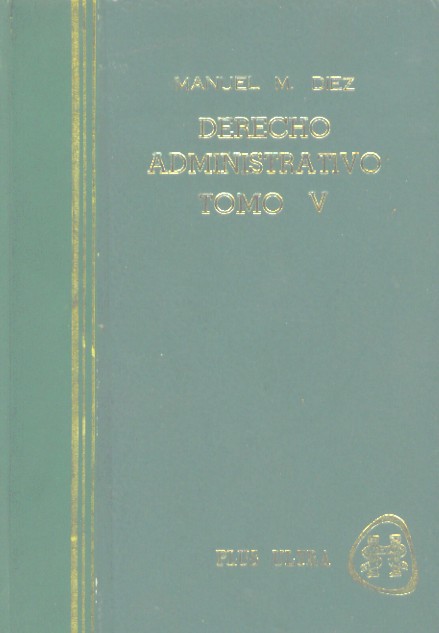 MANUEL M. DIEZ
DERECHO
ADMINISTRATIVO
TOMO V
PLUS ULTRA